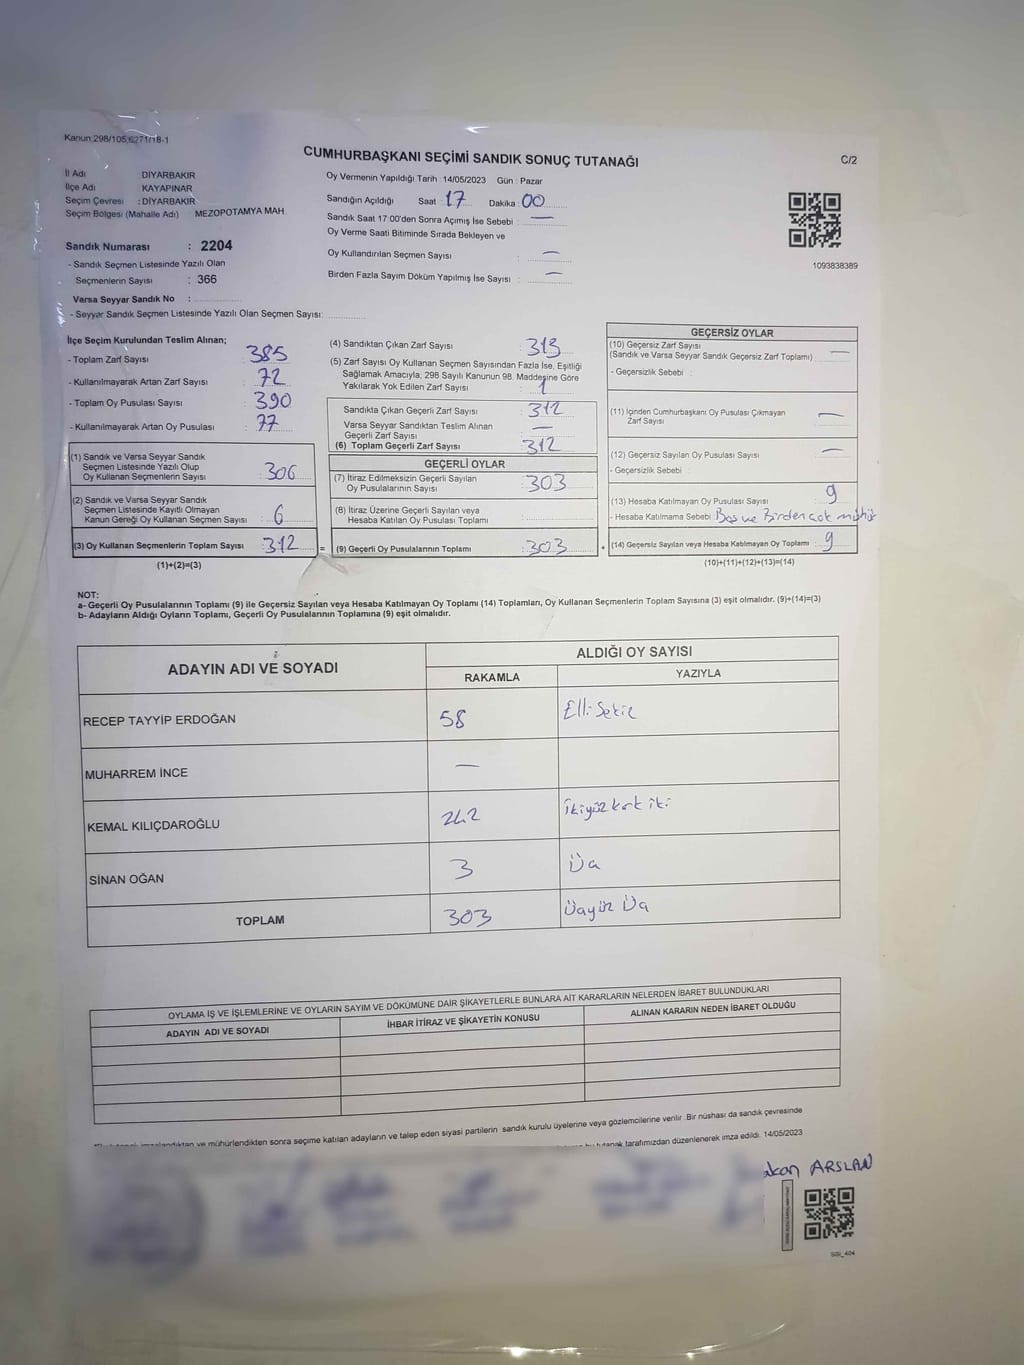 Kanun;298/105;6271/18-1
CUMHURBAŞKANI SEÇİMİ SANDIK SONUÇ TUTANAĞI
C/2
İl Adı DİYARBAKIR
İlçe Adı KAYAPINAR
Seçim Çevresi : DİYARBAKIR
Seçim Bölgesi (Mahalle Adı) MEZOPOTAMYA MAH.
Sandık Numarası : 2204
- Sandık Seçmen Listesinde Yazılı Olan
Seçmenlerin Sayısı : 366
Varsa Seyyar Sandık No :
- Seyyar Sandık Seçmen Listesinde Yazılı Olan Seçmen Sayısı:
Oy Vermenin Yapıldığı Tarih : 14/05/2023 Gün : Pazar
Sandığın Açıldığı Saat : 17 Dakika : 00
Sandık Saat 17:00'den Sonra Açımış İse Sebebi : —
Oy Verme Saati Bitiminde Sırada Bekleyen ve
Oy Kullandırılan Seçmen Sayısı : —
Birden Fazla Sayım Döküm Yapılmış İse Sayısı : —
1093838389
İlçe Seçim Kurulundan Teslim Alınan;
- Toplam Zarf Sayısı : 385
- Kullanılmayarak Artan Zarf Sayısı : 72
- Toplam Oy Pusulası Sayısı : 390
- Kullanılmayarak Artan Oy Pusulası : 77
(1) Sandık ve Varsa Seyyar Sandık
Seçmen Listesinde Yazılı Olup
Oy Kullanan Seçmenlerin Sayısı : 306
(2) Sandık ve Varsa Seyyar Sandık
Seçmen Listesinde Kayıtlı Olmayan
Kanun Gereği Oy Kullanan Seçmen Sayısı : 6
(3) Oy Kullanan Seçmenlerin Toplam Sayısı : 312
(1)+(2)=(3)
(4) Sandıktan Çıkan Zarf Sayısı : 313
(5) Zarf Sayısı Oy Kullanan Seçmen Sayısından Fazla İse, Eşitliği
Sağlamak Amacıyla, 298 Sayılı Kanunun 98. Maddesine Göre
Yakılarak Yok Edilen Zarf Sayısı : 1
Sandıkta Çıkan Geçerli Zarf Sayısı : 312
Varsa Seyyar Sandıktan Teslim Alınan
Geçerli Zarf Sayısı : —
(6) Toplam Geçerli Zarf Sayısı : 312
GEÇERLİ OYLAR
(7) İtiraz Edilmeksizin Geçerli Sayılan
Oy Pusulalarının Sayısı : 303
(8) İtiraz Üzerine Geçerli Sayılan veya
Hesaba Katılan Oy Pusulası Toplamı :
= (9) Geçerli Oy Pusulalarının Toplamı : 303
GEÇERSİZ OYLAR
(10) Geçersiz Zarf Sayısı
(Sandık ve Varsa Seyyar Sandık Geçersiz Zarf Toplamı) : —
- Geçersizlik Sebebi :
(11) İçinden Cumhurbaşkanı Oy Pusulası Çıkmayan
Zarf Sayısı : —
(12) Geçersiz Sayılan Oy Pusulası Sayısı : —
- Geçersizlik Sebebi :
(13) Hesaba Katılmayan Oy Pusulası Sayısı : 9
- Hesaba Katılmama Sebebi : Boş ve Birden çok mühür
+ (14) Geçersiz Sayılan veya Hesaba Katılmayan Oy Toplamı : 9
(10)+(11)+(12)+(13)=(14)
NOT:
a- Geçerli Oy Pusulalarının Toplamı (9) ile Geçersiz Sayılan veya Hesaba Katılmayan Oy Toplamı (14) Toplamları, Oy Kullanan Seçmenlerin Toplam Sayısına (3) eşit olmalıdır. (9)+(14)=(3)
b- Adayların Aldığı Oyların Toplamı, Geçerli Oy Pusulalarının Toplamına (9) eşit olmalıdır.
ADAYIN ADI VE SOYADI
ALDIĞI OY SAYISI
RAKAMLA YAZIYLA
RECEP TAYYİP ERDOĞAN 58 Elli Sekiz
MUHARREM İNCE —
KEMAL KILIÇDAROĞLU 242 İkiyüz kırk iki
SİNAN OĞAN 3 Üç
TOPLAM 303 Üçyüz Üç
OYLAMA İŞ VE İŞLEMLERİNE VE OYLARIN SAYIM VE DÖKÜMÜNE DAİR ŞİKAYETLERLE BUNLARA AİT KARARLARIN NELERDEN İBARET BULUNDUKLARI
ADAYIN ADI VE SOYADI İHBAR İTİRAZ VE ŞİKAYETİN KONUSU ALINAN KARARIN NEDEN İBARET OLDUĞU
imzalandıktan ve mühürlendikten sonra seçime katılan adayların ve talep eden siyasi partilerin sandık kurulu üyelerine veya gözlemcilerine verilir. Bir nüshası da sandık çevresinde
bu tutanak tarafımızdan düzenlenerek imza edildi. 14/05/2023
ARSLAN